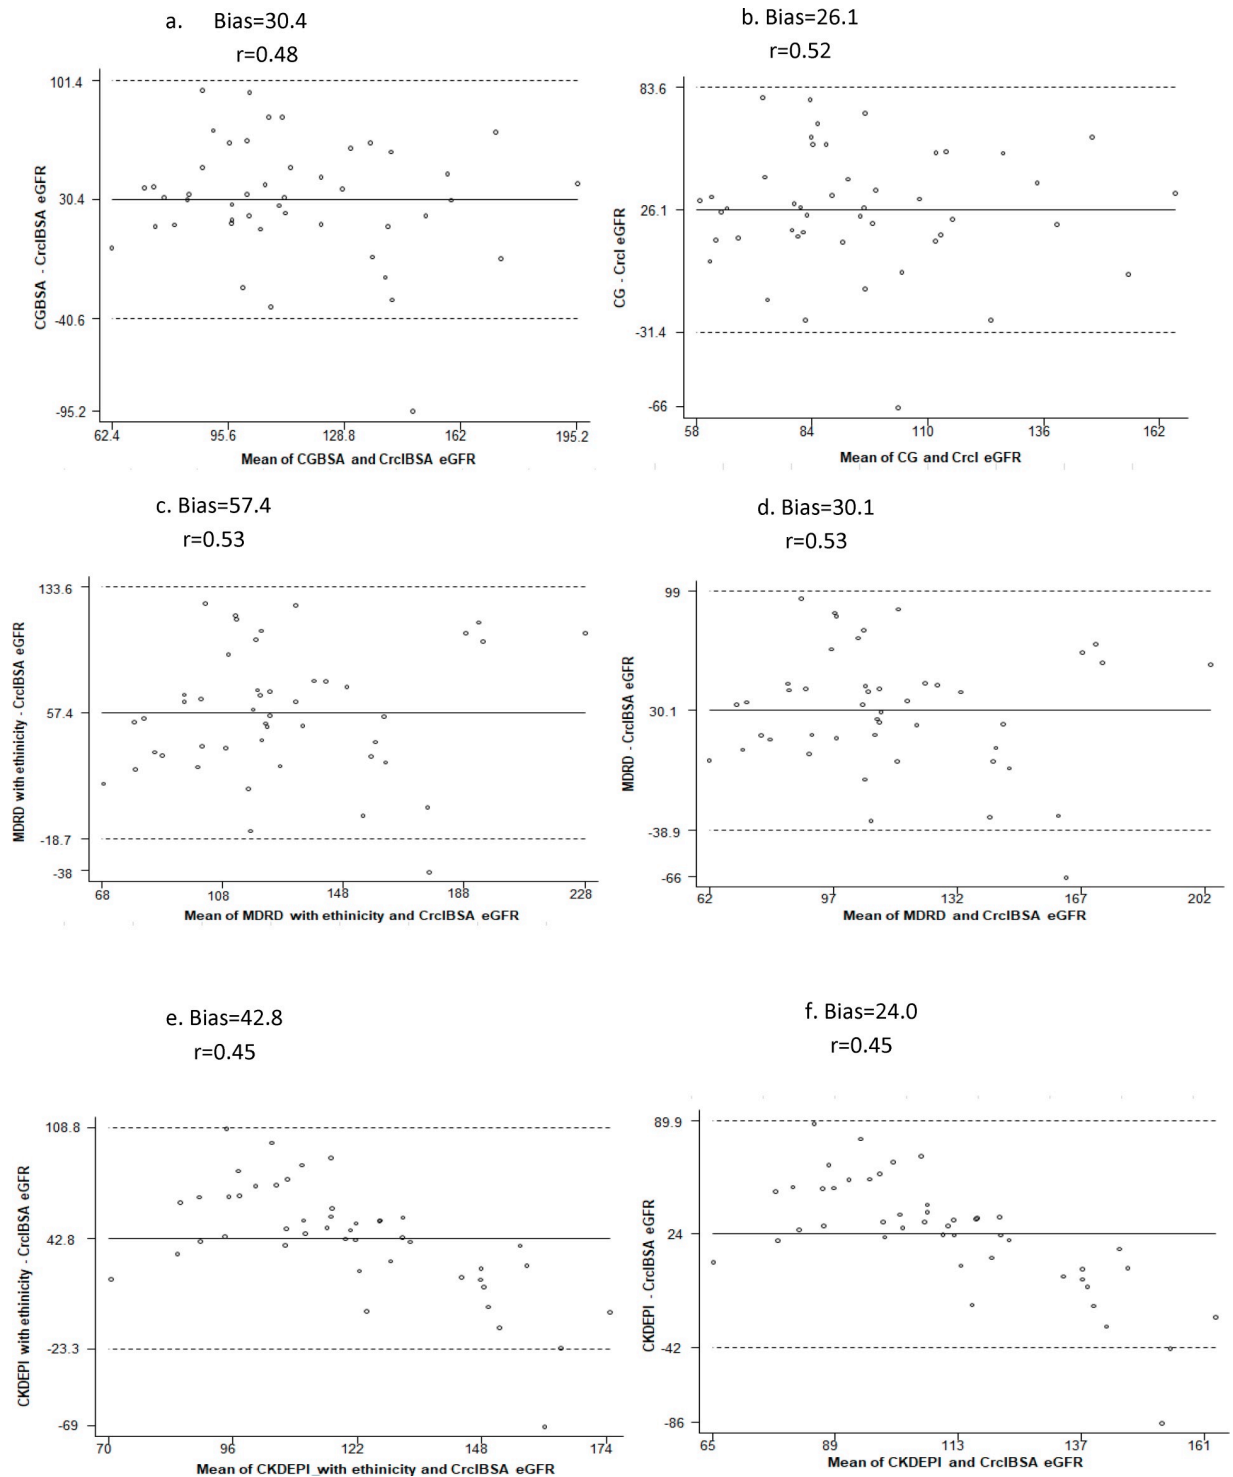 a. Bias=30.4
r=0.48
101.4
30.4
-40.6
-95.2
CGBSA - CrclBSA eGFR
62.4 95.6 128.8 162 195.2
Mean of CGBSA and CrclBSA eGFR
b. Bias=26.1
r=0.52
83.6
26.1
-31.4
-66
CG - Crcl eGFR
58 84 110 136 162
Mean of CG and Crcl eGFR
c. Bias=57.4
r=0.53
133.6
57.4
-18.7
-38
MDRD with ethinicity - CrclBSA eGFR
68 108 148 188 228
Mean of MDRD with ethinicity and CrclBSA eGFR
d. Bias=30.1
r=0.53
99
30.1
-38.9
-66
MDRD - CrclBSA eGFR
62 97 132 167 202
Mean of MDRD and CrclBSA eGFR
e. Bias=42.8
r=0.45
108.8
42.8
-23.3
-69
CKDEPI with ethinicity - CrclBSA eGFR
70 96 122 148 174
Mean of CKDEPI_with ethinicity and CrclBSA eGFR
f. Bias=24.0
r=0.45
89.9
24
-42
-86
CKDEPI - CrclBSA eGFR
65 89 113 137 161
Mean of CKDEPI and CrclBSA eGFR